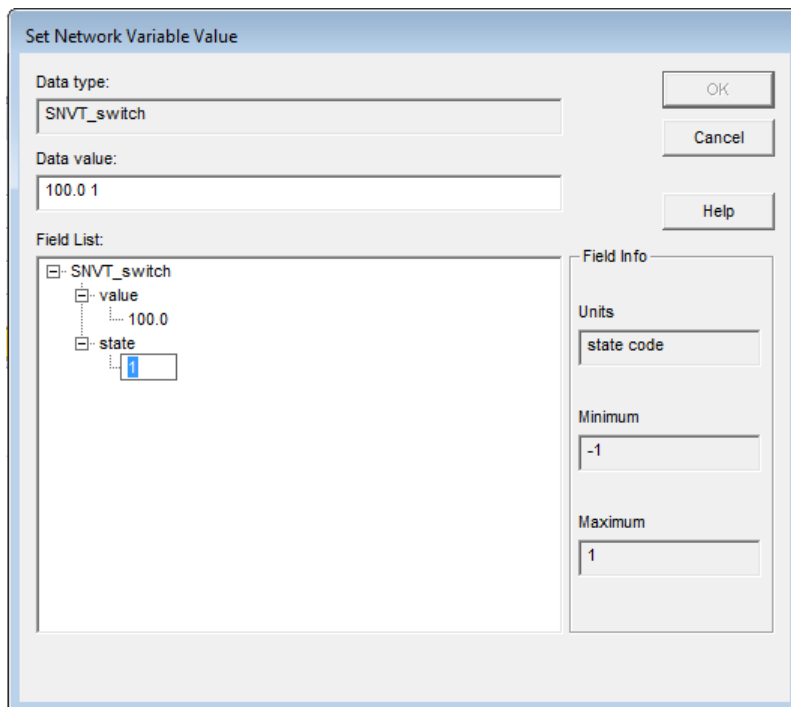 Set Network Variable Value
Data type:
SNVT_switch
OK
Cancel
Data value:
100.0 1
Help
Field List:
SNVT_switch
value
100.0
state
1
Field Info
Units
state code
Minimum
-1
Maximum
1